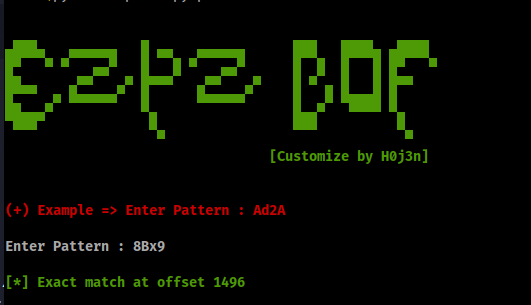 ezpz BOF
[Customize by H0j3n]
(+) Example => Enter Pattern : Ad2A
Enter Pattern : 8Bx9
[*] Exact match at offset 1496